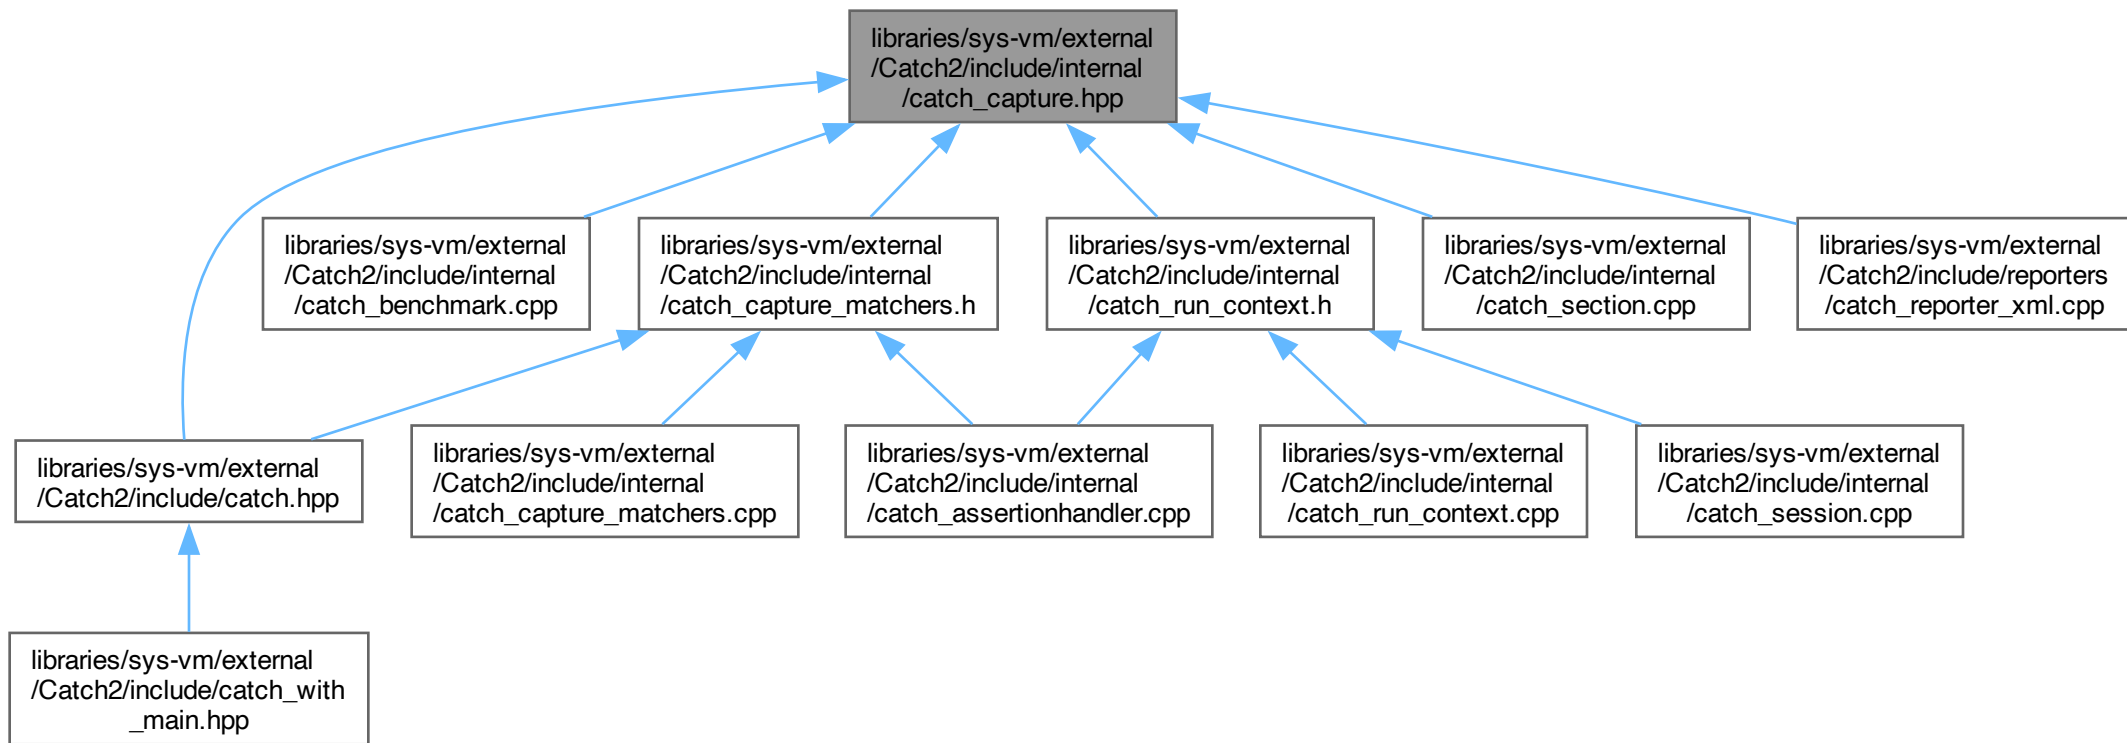 libraries/sys-vm/external
/Catch2/include/internal
/catch_capture.hpp
libraries/sys-vm/external
/Catch2/include/internal
/catch_benchmark.cpp
libraries/sys-vm/external
/Catch2/include/internal
/catch_capture_matchers.h
libraries/sys-vm/external
/Catch2/include/internal
/catch_run_context.h
libraries/sys-vm/external
/Catch2/include/internal
/catch_section.cpp
libraries/sys-vm/external
/Catch2/include/reporters
/catch_reporter_xml.cpp
libraries/sys-vm/external
/Catch2/include/catch.hpp
libraries/sys-vm/external
/Catch2/include/internal
/catch_capture_matchers.cpp
libraries/sys-vm/external
/Catch2/include/internal
/catch_assertionhandler.cpp
libraries/sys-vm/external
/Catch2/include/internal
/catch_run_context.cpp
libraries/sys-vm/external
/Catch2/include/internal
/catch_session.cpp
libraries/sys-vm/external
/Catch2/include/catch_with
_main.hpp